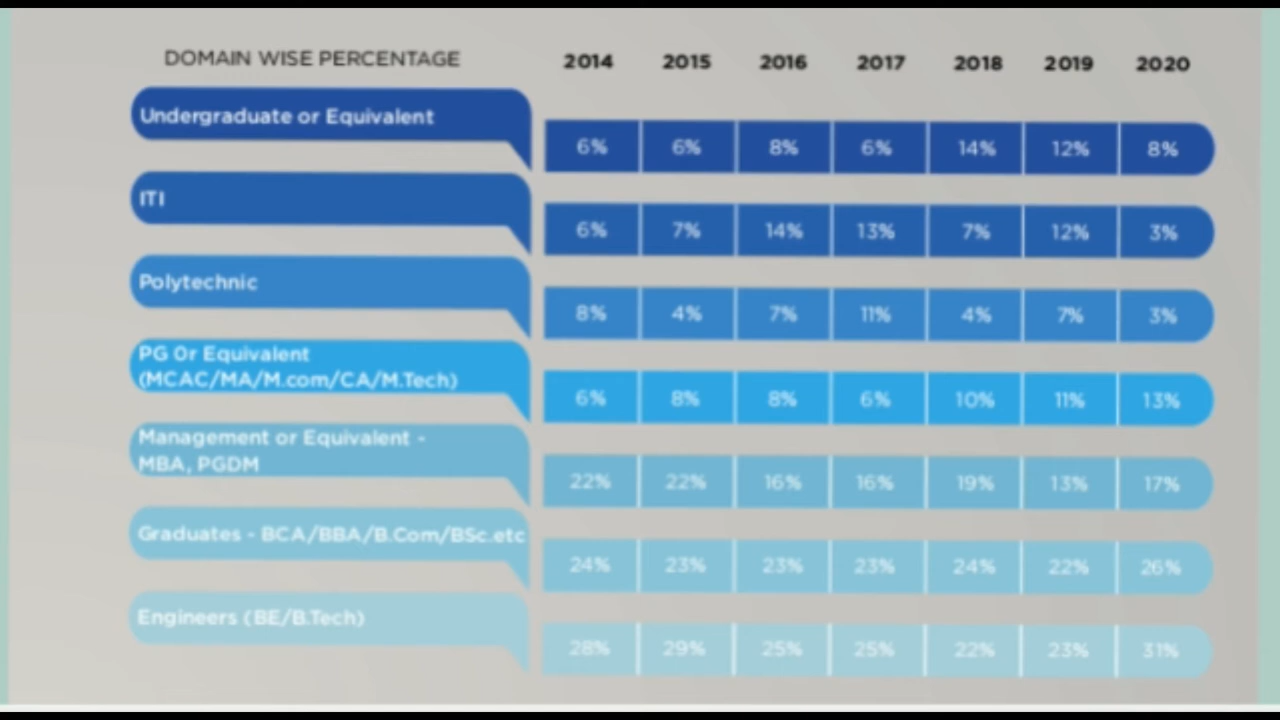 DOMAIN WISE PERCENTAGE 2014 2015 2016 2017 2018 2019 2020
Undergraduate or Equivalent
6% 6% 8% 6% 14% 12% 8%
ITI
6% 7% 14% 13% 7% 12% 3%
Polytechnic
8% 4% 7% 11% 4% 7% 3%
PG Or Equivalent
(MCAC/MA/M.com/CA/M.Tech)
6% 8% 8% 6% 10% 11% 13%
Management or Equivalent -
MBA, PGDM
22% 22% 16% 16% 19% 13% 17%
Graduates - BCA/BBA/B.Com/BSc.etc
24% 23% 23% 23% 24% 22% 26%
Engineers (BE/B.Tech)
28% 29% 25% 25% 22% 23% 31%